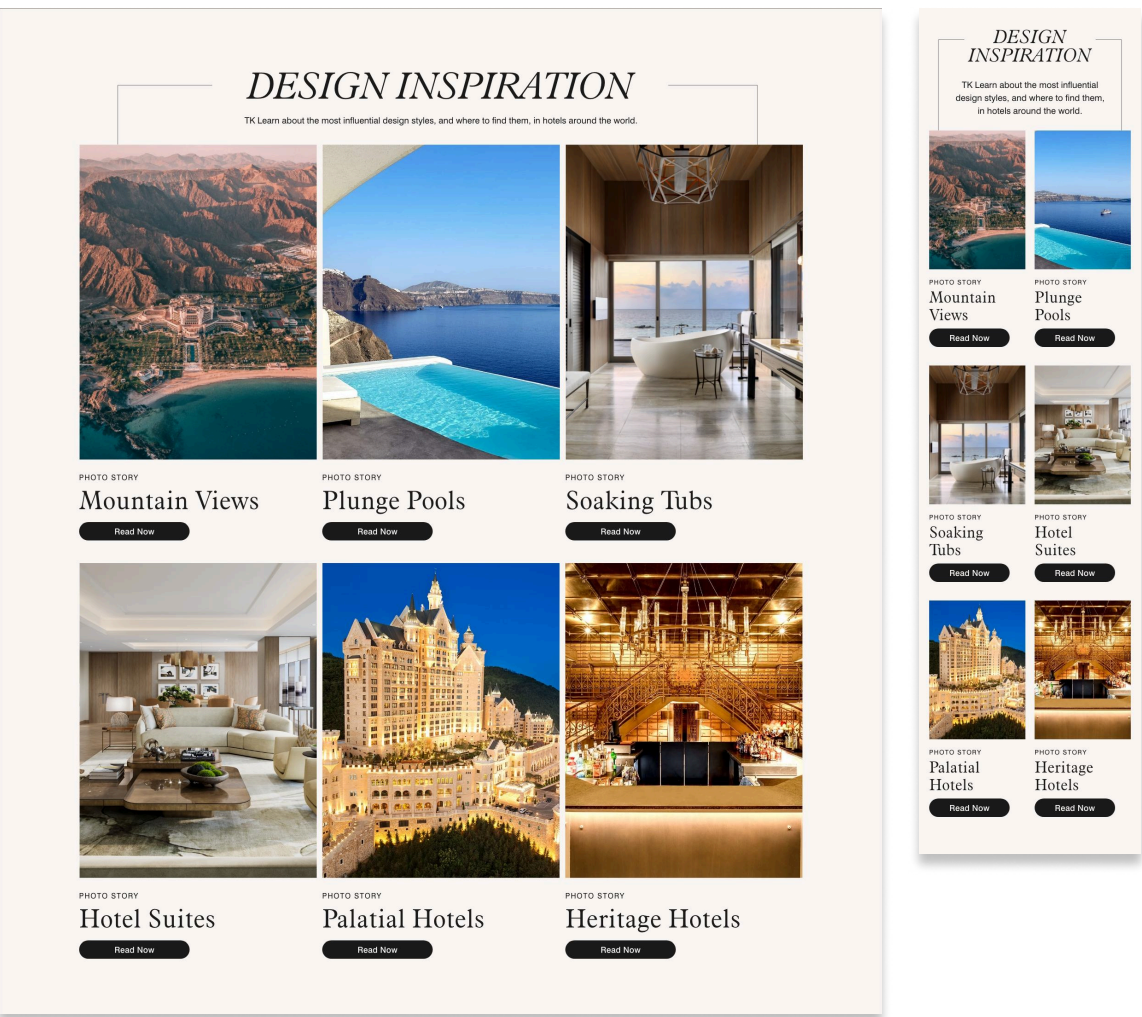 DESIGN INSPIRATION
TK Learn about the most influential design styles, and where to find them, in hotels around the world.
PHOTO STORY
Mountain Views
Read Now
PHOTO STORY
Plunge Pools
Read Now
PHOTO STORY
Soaking Tubs
Read Now
PHOTO STORY
Hotel Suites
Read Now
PHOTO STORY
Palatial Hotels
Read Now
PHOTO STORY
Heritage Hotels
Read Now
DESIGN
INSPIRATION
TK Learn about the most influential
design styles, and where to find them,
in hotels around the world.
PHOTO STORY
Mountain
Views
Read Now
PHOTO STORY
Plunge
Pools
Read Now
PHOTO STORY
Soaking
Tubs
Read Now
PHOTO STORY
Hotel
Suites
Read Now
PHOTO STORY
Palatial
Hotels
Read Now
PHOTO STORY
Heritage
Hotels
Read Now